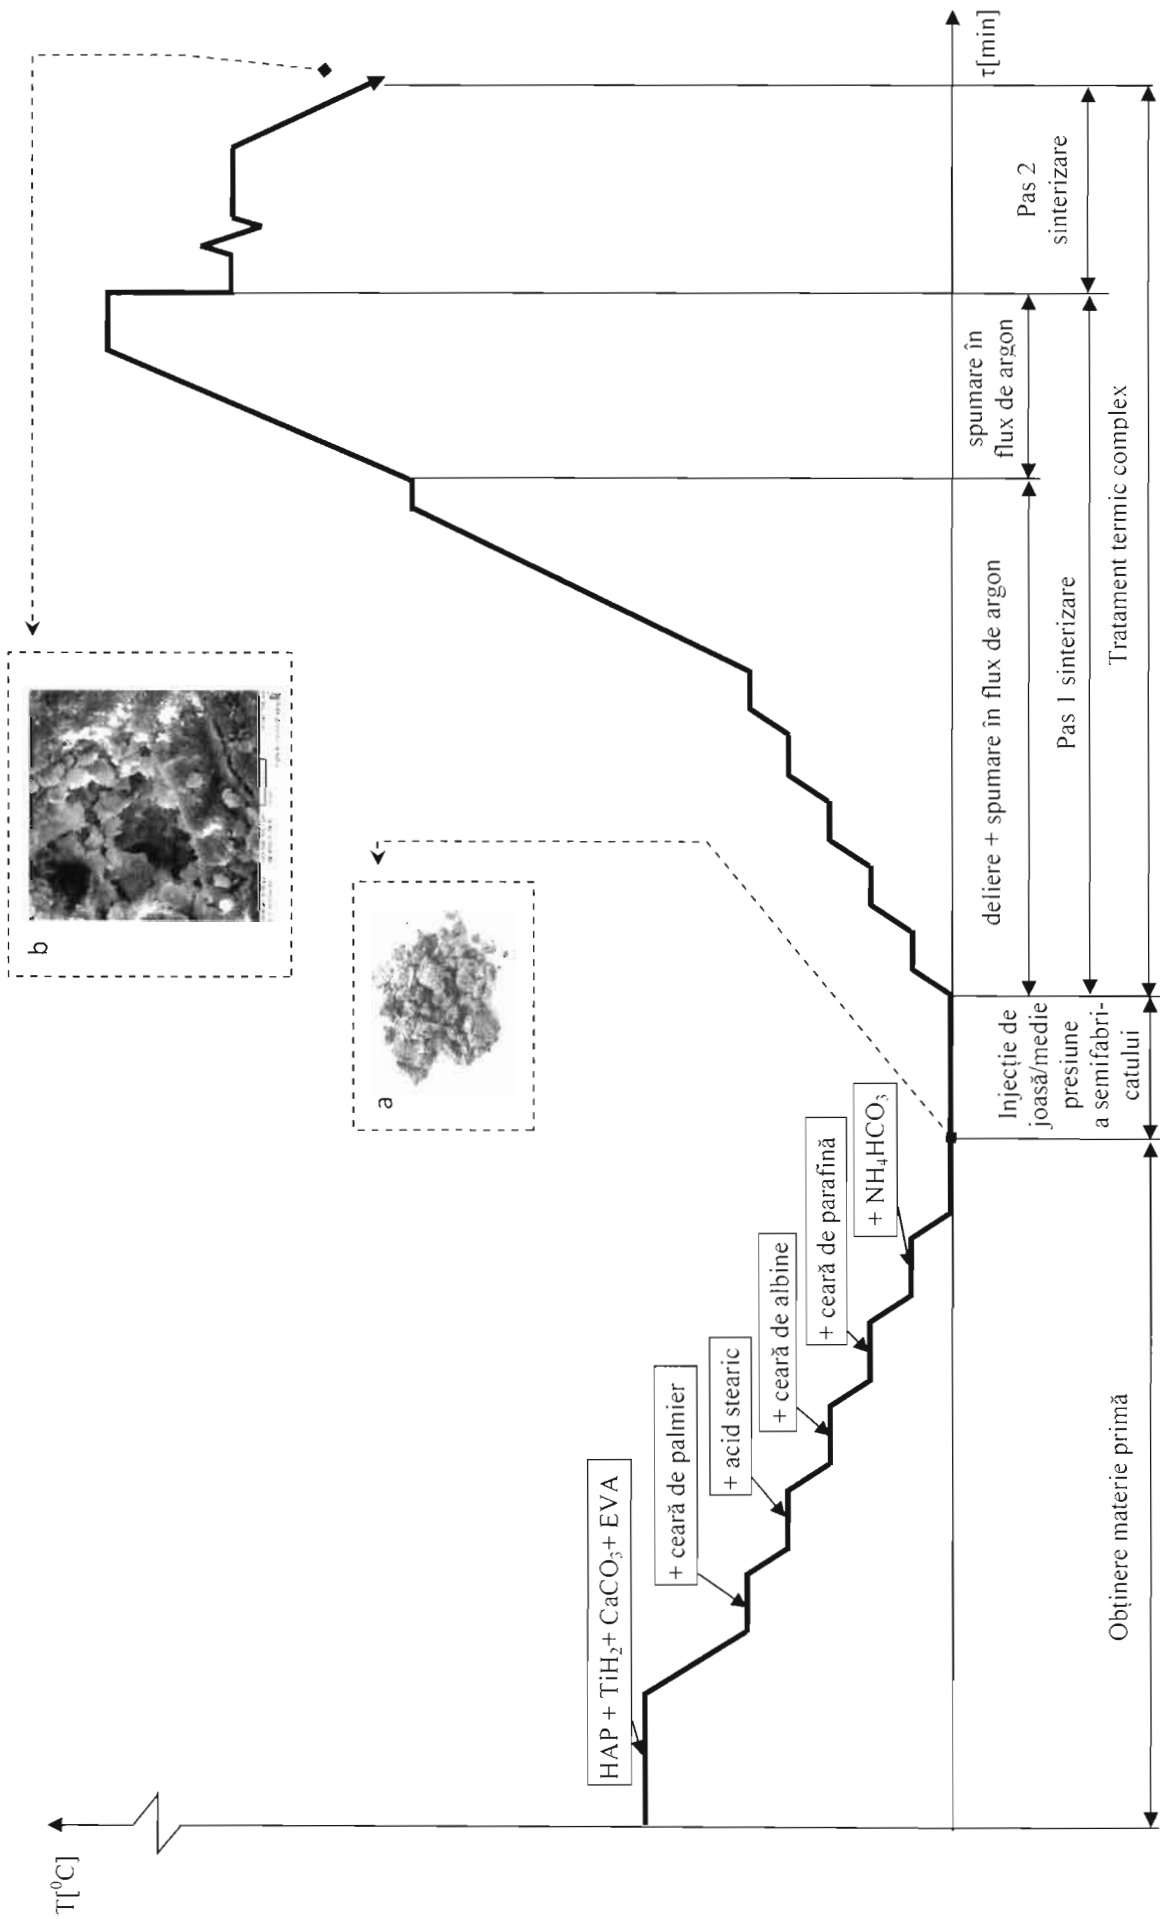 T[⁰C]
HAP + TiH₂+ CaCO₃+ EVA
+ ceară de palmier
+ acid stearic
+ ceară de albine
+ ceară de parafină
+ NH₄HCO₃
a
b
τ[min]
Obținere materie primă
Injecție de
joasă/medie
presiune
a semifabri-
catului
deliere + spumare în flux de argon
spumare în
flux de argon
Pas 1 sinterizare
Pas 2
sinterizare
Tratament termic complex